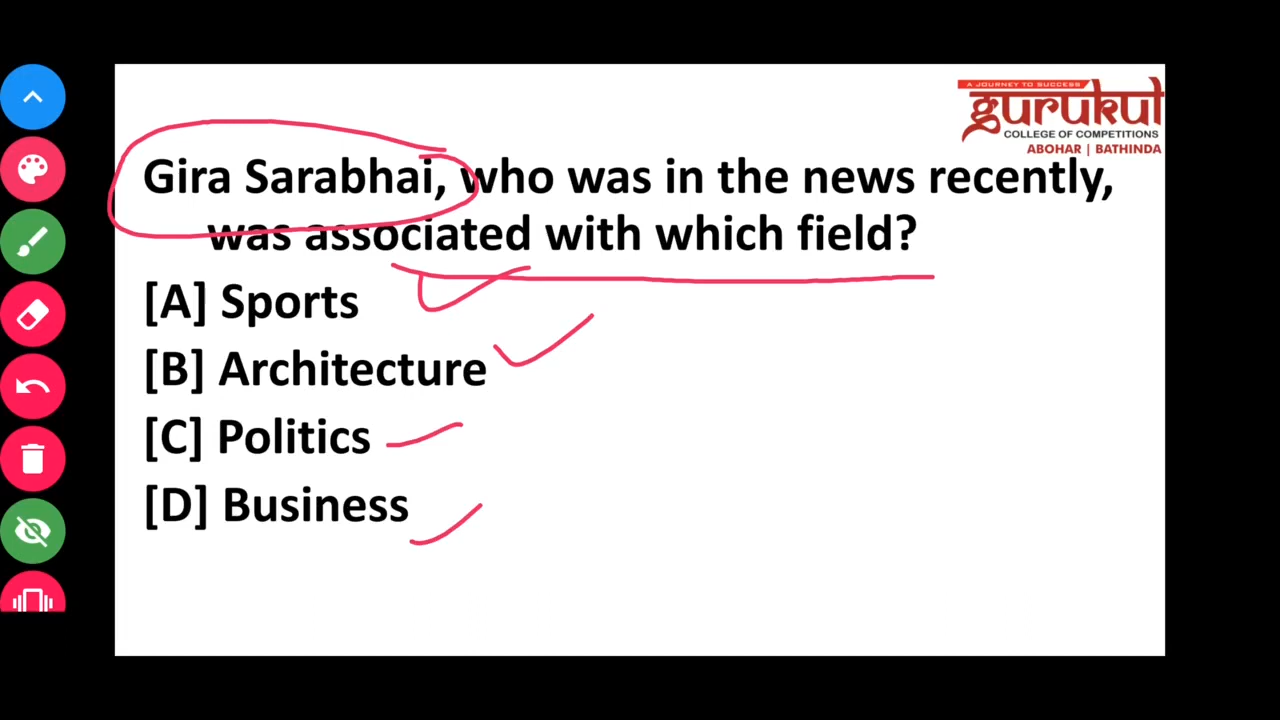 A JOURNEY TO SUCCESS
gurukul
COLLEGE OF COMPETITIONS
ABOHAR | BATHINDA
Gira Sarabhai, who was in the news recently,
was associated with which field?
[A] Sports
[B] Architecture
[C] Politics
[D] Business